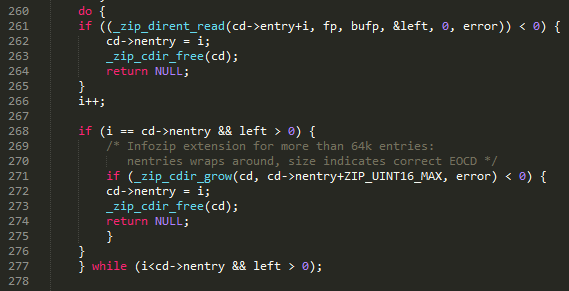 260 do {
261 if ((_zip_dirent_read(cd->entry+i, fp, bufp, &left, 0, error)) < 0) {
262 cd->nentry = i;
263 _zip_cdir_free(cd);
264 return NULL;
265 }
266 i++;
267
268 if (i == cd->nentry && left > 0) {
269 /* Infozip extension for more than 64k entries:
270 nentries wraps around, size indicates correct EOCD */
271 if (_zip_cdir_grow(cd, cd->nentry+ZIP_UINT16_MAX, error) < 0) {
272 cd->nentry = i;
273 _zip_cdir_free(cd);
274 return NULL;
275 }
276 }
277 } while (i<cd->nentry && left > 0);
278